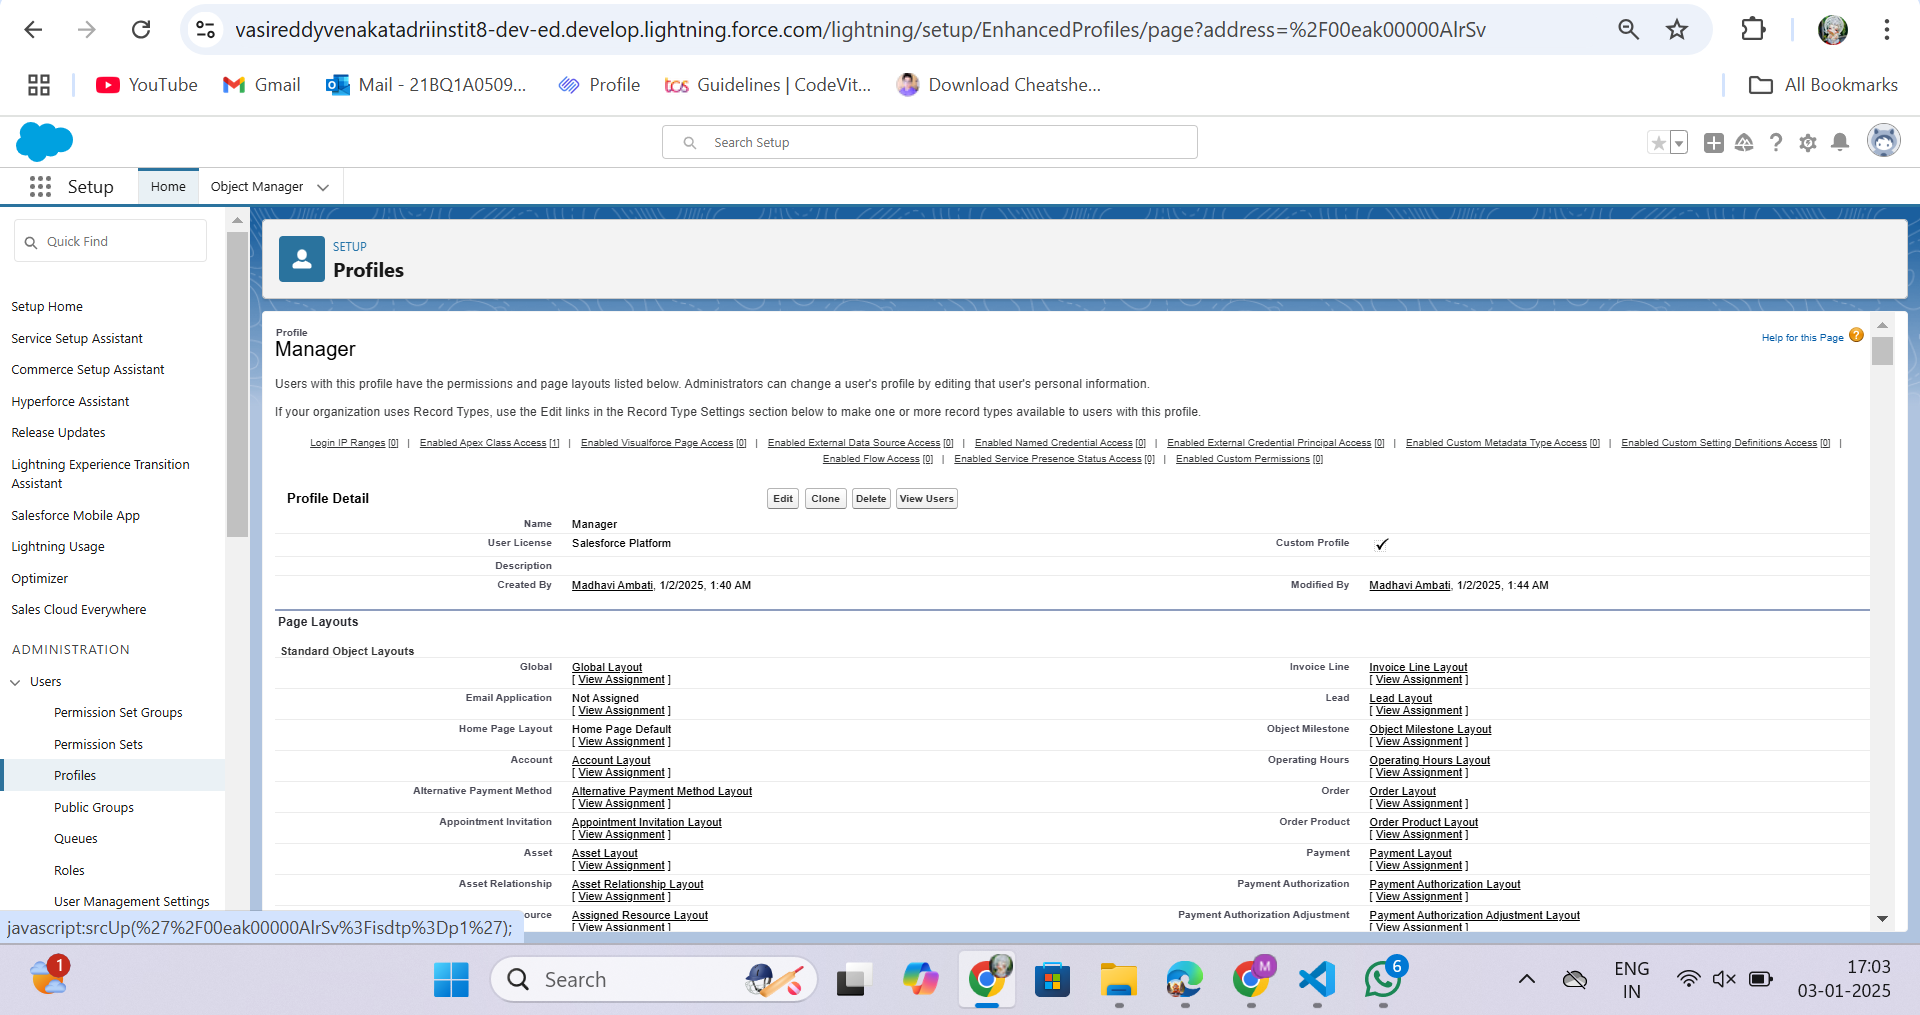 vasireddyvenakatadriinstit8-dev-ed.develop.lightning.force.com/lightning/setup/EnhancedProfiles/page?address=%2F00eak00000AlrSv
YouTube Gmail Mail - 21BQ1A0509... Profile tcs Guidelines | CodeVit... Download Cheatshe... All Bookmarks
Search Setup
Setup Home Object Manager
Quick Find
Setup Home
Service Setup Assistant
Commerce Setup Assistant
Hyperforce Assistant
Release Updates
Lightning Experience Transition
Assistant
Salesforce Mobile App
Lightning Usage
Optimizer
Sales Cloud Everywhere
ADMINISTRATION
Users
Permission Set Groups
Permission Sets
Profiles
Public Groups
Queues
Roles
User Management Settings
javascript:srcUp(%27%2F00eak00000AlrSv%3Fisdtp%3Dp1%27);
SETUP
Profiles
Profile
Manager
Help for this Page ?
Users with this profile have the permissions and page layouts listed below. Administrators can change a user's profile by editing that user's personal information.
If your organization uses Record Types, use the Edit links in the Record Type Settings section below to make one or more record types available to users with this profile.
Login IP Ranges [0] | Enabled Apex Class Access [1] | Enabled Visualforce Page Access [0] | Enabled External Data Source Access [0] | Enabled Named Credential Access [0] | Enabled External Credential Principal Access [0] | Enabled Custom Metadata Type Access [0] | Enabled Custom Setting Definitions Access [0] |
Enabled Flow Access [0] | Enabled Service Presence Status Access [0] | Enabled Custom Permissions [0]
Profile Detail Edit Clone Delete View Users
Name Manager
User License Salesforce Platform Custom Profile ✓
Description
Created By Madhavi Ambati, 1/2/2025, 1:40 AM Modified By Madhavi Ambati, 1/2/2025, 1:44 AM
Page Layouts
Standard Object Layouts
Global Global Layout Invoice Line Invoice Line Layout
[ View Assignment ] [ View Assignment ]
Email Application Not Assigned Lead Lead Layout
[ View Assignment ] [ View Assignment ]
Home Page Layout Home Page Default Object Milestone Object Milestone Layout
[ View Assignment ] [ View Assignment ]
Account Account Layout Operating Hours Operating Hours Layout
[ View Assignment ] [ View Assignment ]
Alternative Payment Method Alternative Payment Method Layout Order Order Layout
[ View Assignment ] [ View Assignment ]
Appointment Invitation Appointment Invitation Layout Order Product Order Product Layout
[ View Assignment ] [ View Assignment ]
Asset Asset Layout Payment Payment Layout
[ View Assignment ] [ View Assignment ]
Asset Relationship Asset Relationship Layout Payment Authorization Payment Authorization Layout
[ View Assignment ] [ View Assignment ]
ource Assigned Resource Layout Payment Authorization Adjustment Payment Authorization Adjustment Layout
[ View Assignment ] [ View Assignment ]
1 Search M 6 ENG 17:03
IN 03-01-2025